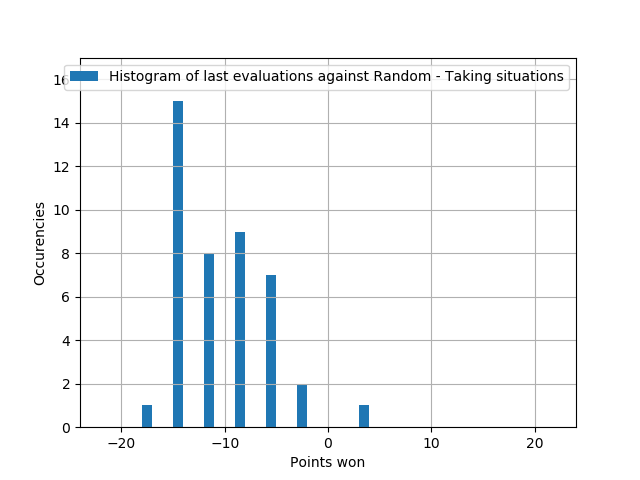 Histogram of last evaluations against Random - Taking situations
16
14
12
10
8
6
4
2
0
Occurencies
−20 −10 0 10 20
Points won